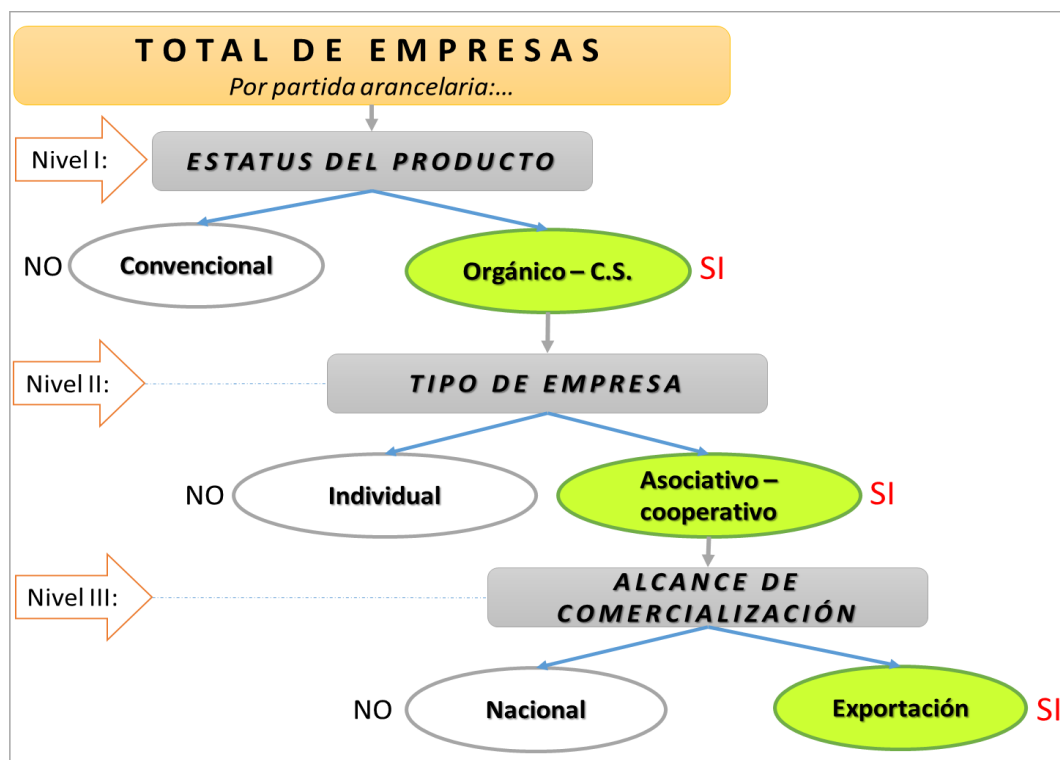 TOTAL DE EMPRESAS
Por partida arancelaria:...
Nivel I:
ESTATUS DEL PRODUCTO
NO
Convencional
Orgánico – C.S.
SI
Nivel II:
TIPO DE EMPRESA
NO
Individual
Asociativo –
cooperativo
SI
Nivel III:
ALCANCE DE
COMERCIALIZACIÓN
NO
Nacional
Exportación
SI